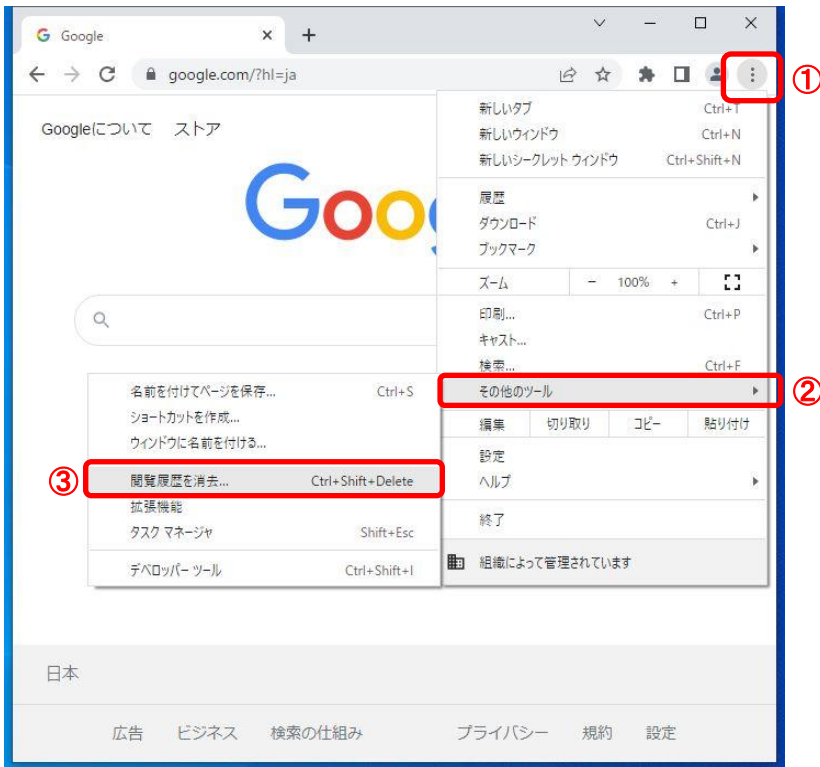 Google
google.com/?hl=ja
①
Googleについて ストア
Goo
新しいタブ Ctrl+T
新しいウィンドウ Ctrl+N
新しいシークレット ウィンドウ Ctrl+Shift+N
履歴
ダウンロード Ctrl+J
ブックマーク
ズーム - 100% +
印刷... Ctrl+P
キャスト...
検索... Ctrl+F
その他のツール
②
編集 切り取り コピー 貼り付け
設定
ヘルプ
終了
組織によって管理されています
名前を付けてページを保存... Ctrl+S
ショートカットを作成...
ウィンドウに名前を付ける...
③
閲覧履歴を消去... Ctrl+Shift+Delete
拡張機能
タスク マネージャ Shift+Esc
デベロッパー ツール Ctrl+Shift+I
日本
広告 ビジネス 検索の仕組み プライバシー 規約 設定